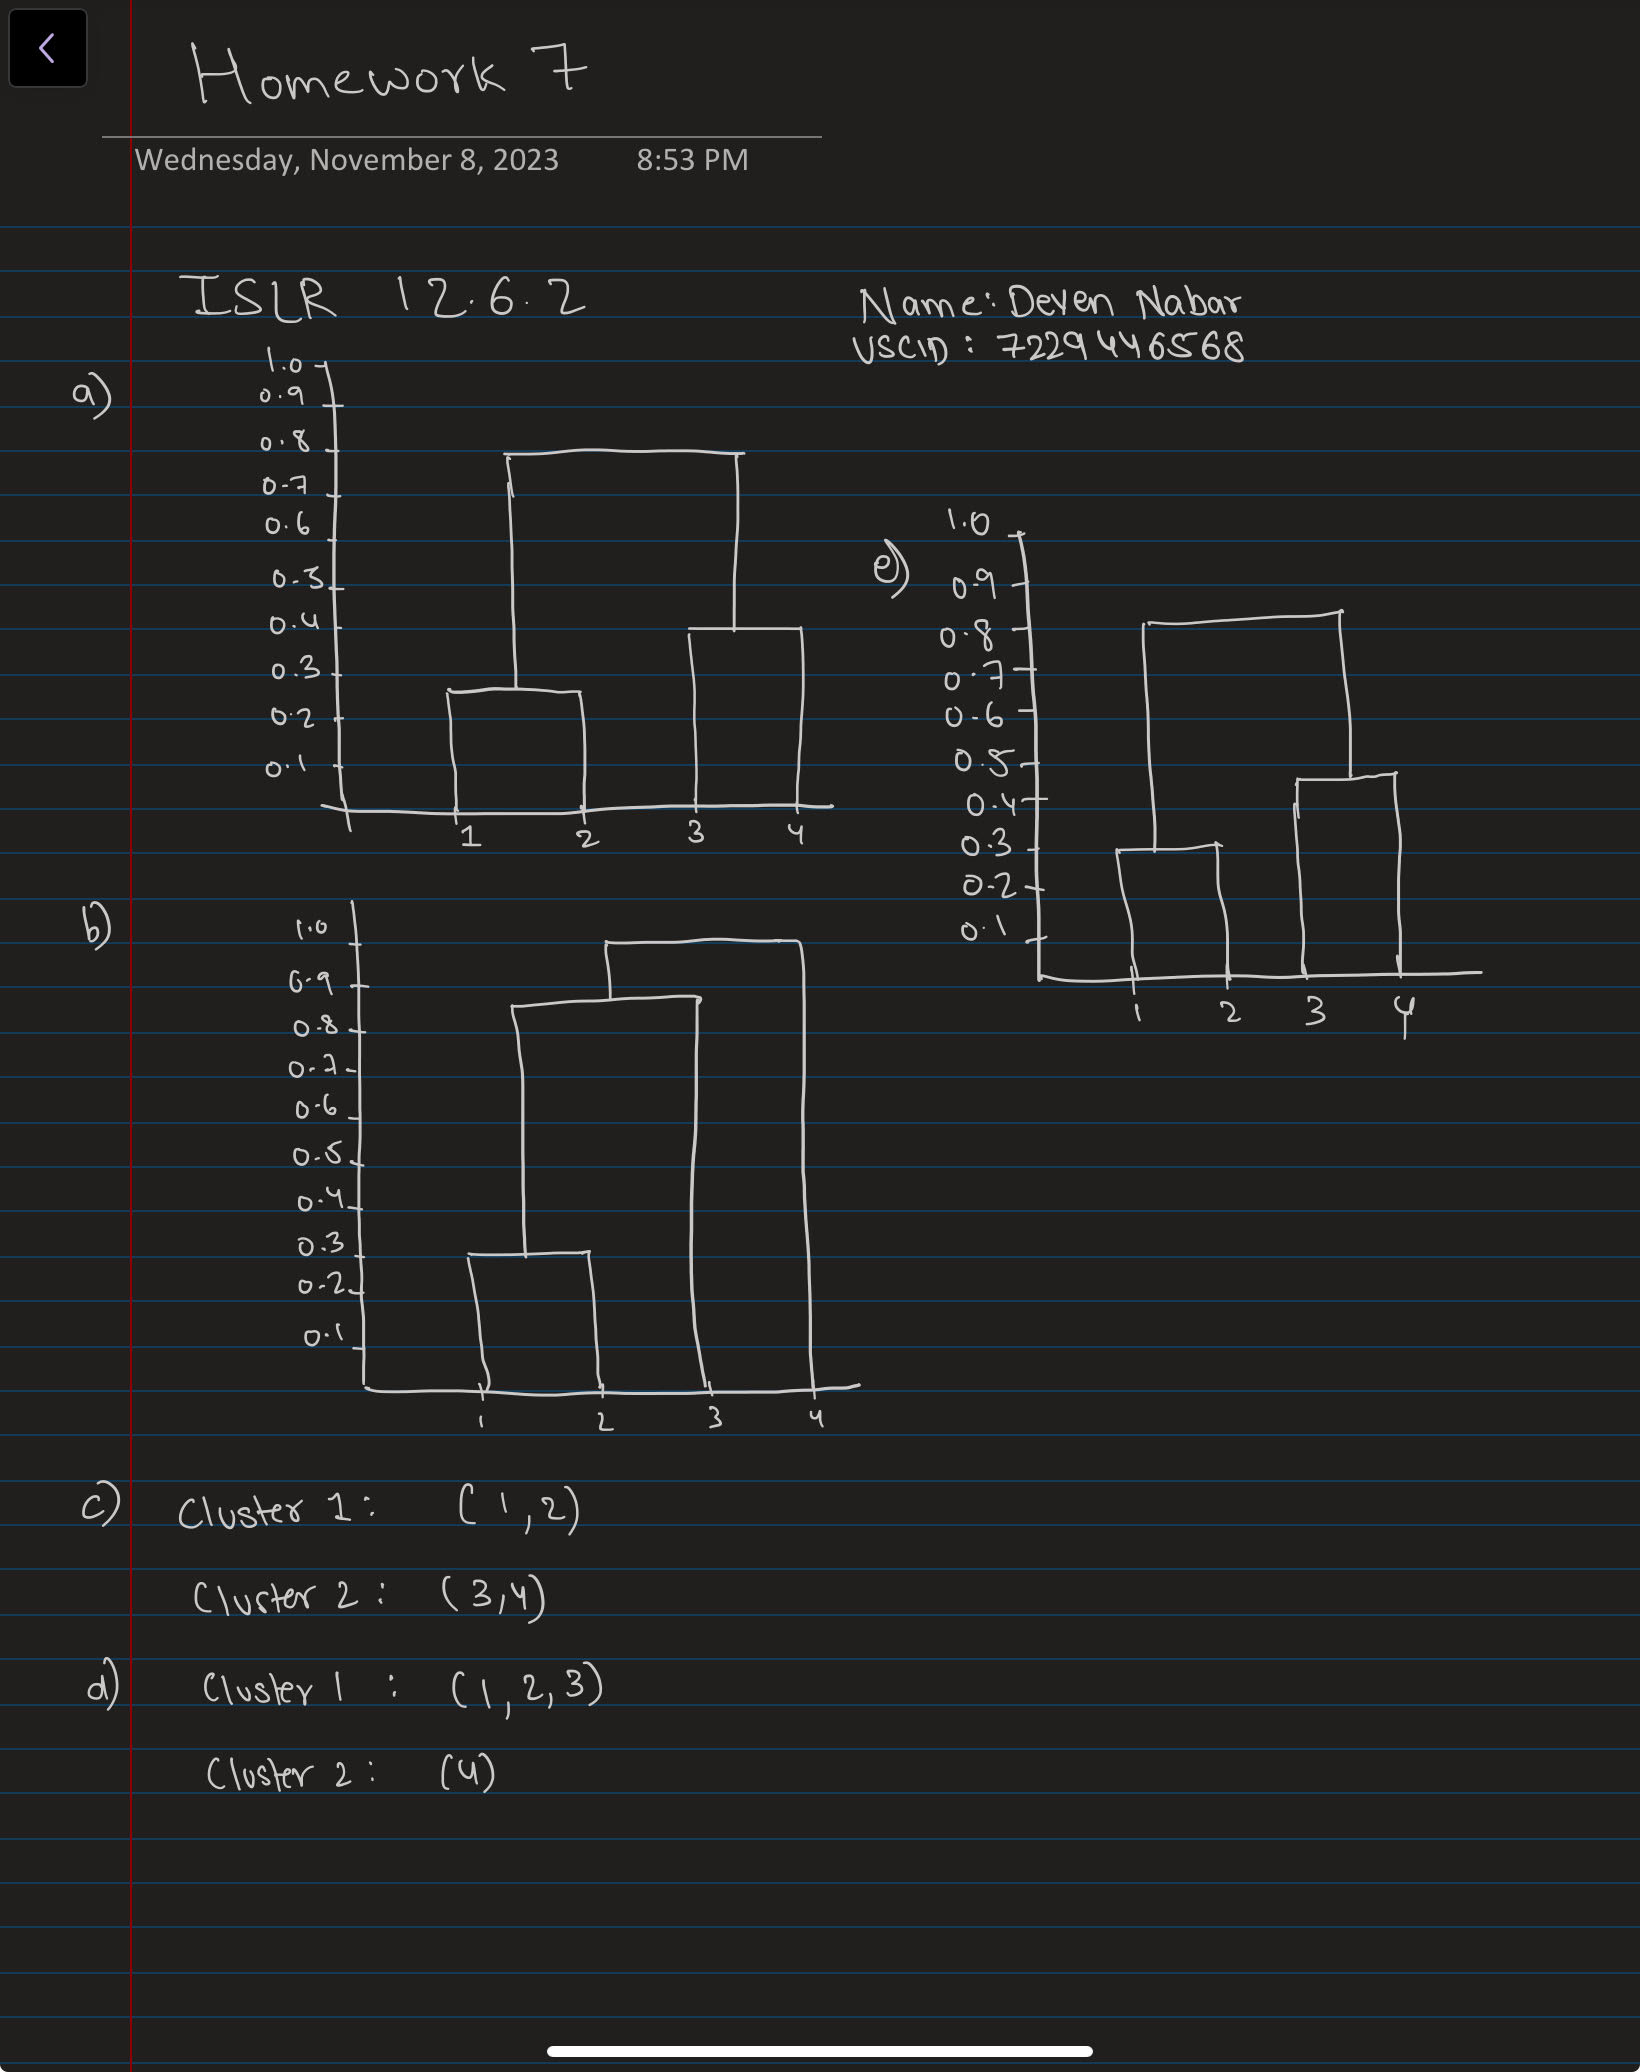 Homework 7
Wednesday, November 8, 2023 8:53 PM
ISLR 12.6.2
Name: Deven Nabar
USCID: 7229446568
a)
1.0
0.9
0.8
0.7
0.6
0.5
0.4
0.3
0.2
0.1
1 2 3 4
e)
1.0
0.9
0.8
0.7
0.6
0.5
0.4
0.3
0.2
0.1
1 2 3 4
b)
1.0
0.9
0.8
0.7
0.6
0.5
0.4
0.3
0.2
0.1
1 2 3 4
c) Cluster 1: (1,2)
Cluster 2: (3,4)
d) Cluster 1 : (1,2,3)
Cluster 2: (4)